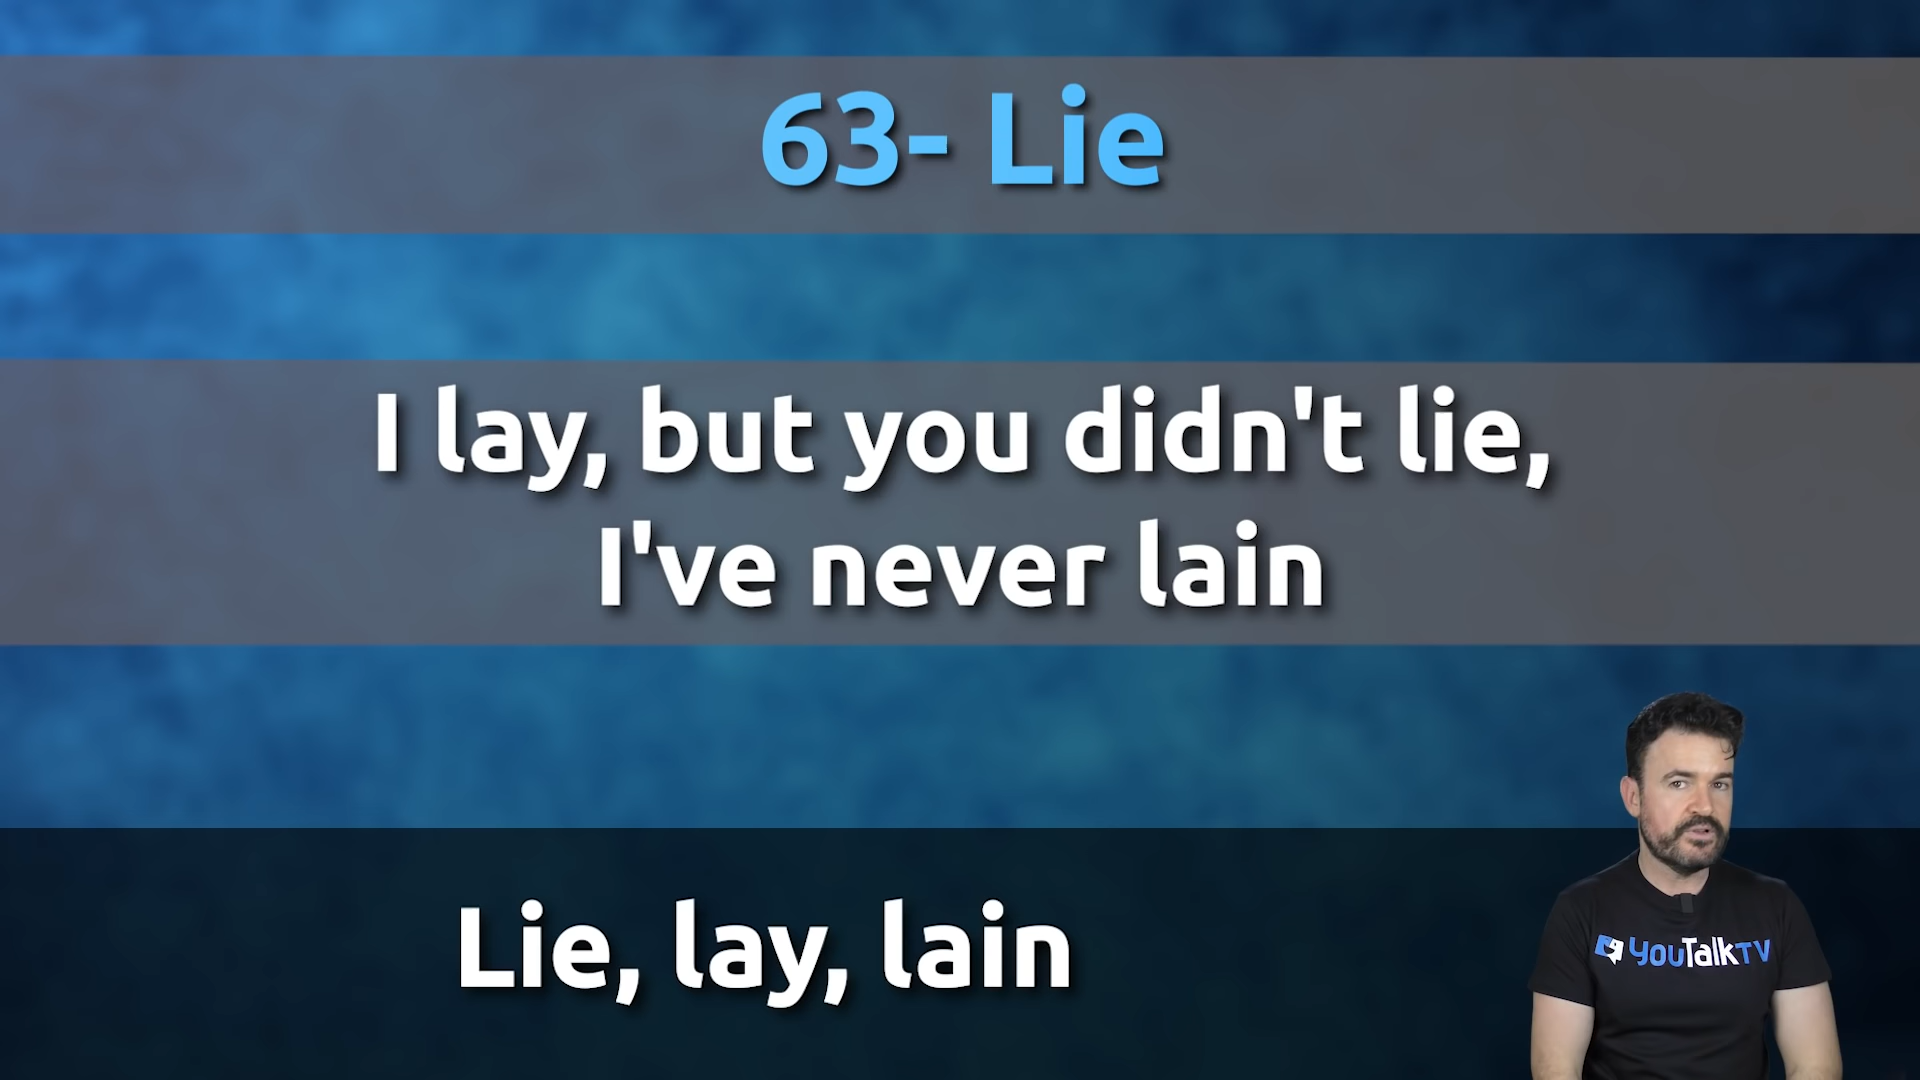 63- Lie
I lay, but you didn't lie,
I've never lain
Lie, lay, lain
YouTalkTV